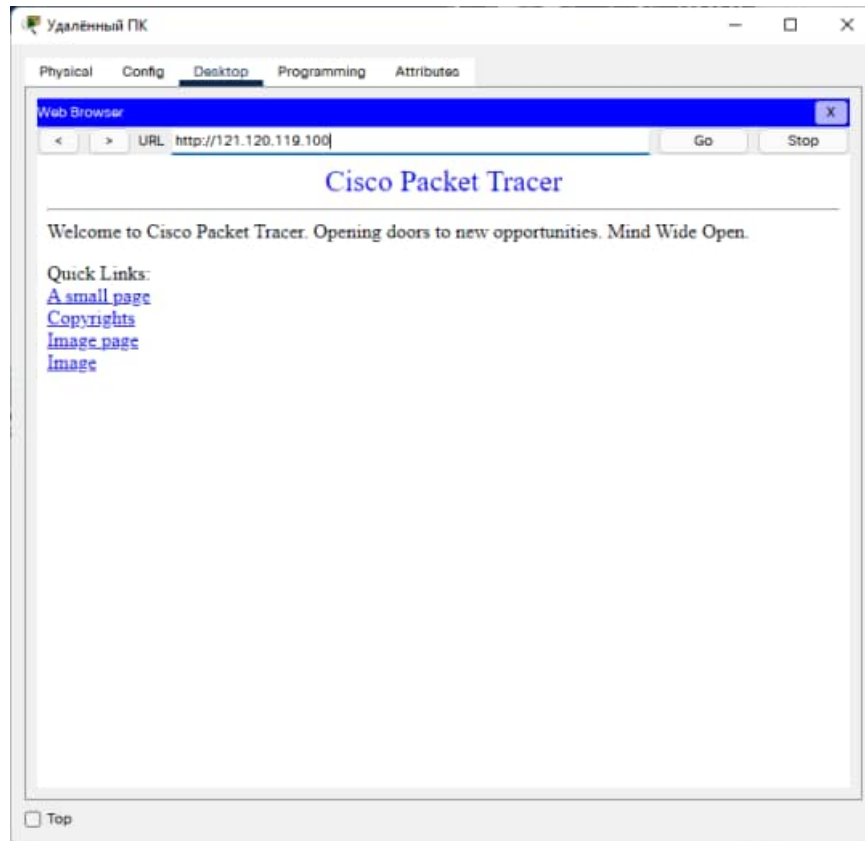 Удалённый ПК
Physical Config Desktop Programming Attributes
Web Browser X
< > URL http://121.120.119.100 Go Stop
Cisco Packet Tracer
Welcome to Cisco Packet Tracer. Opening doors to new opportunities. Mind Wide Open.
Quick Links:
A small page
Copyrights
Image page
Image
Top